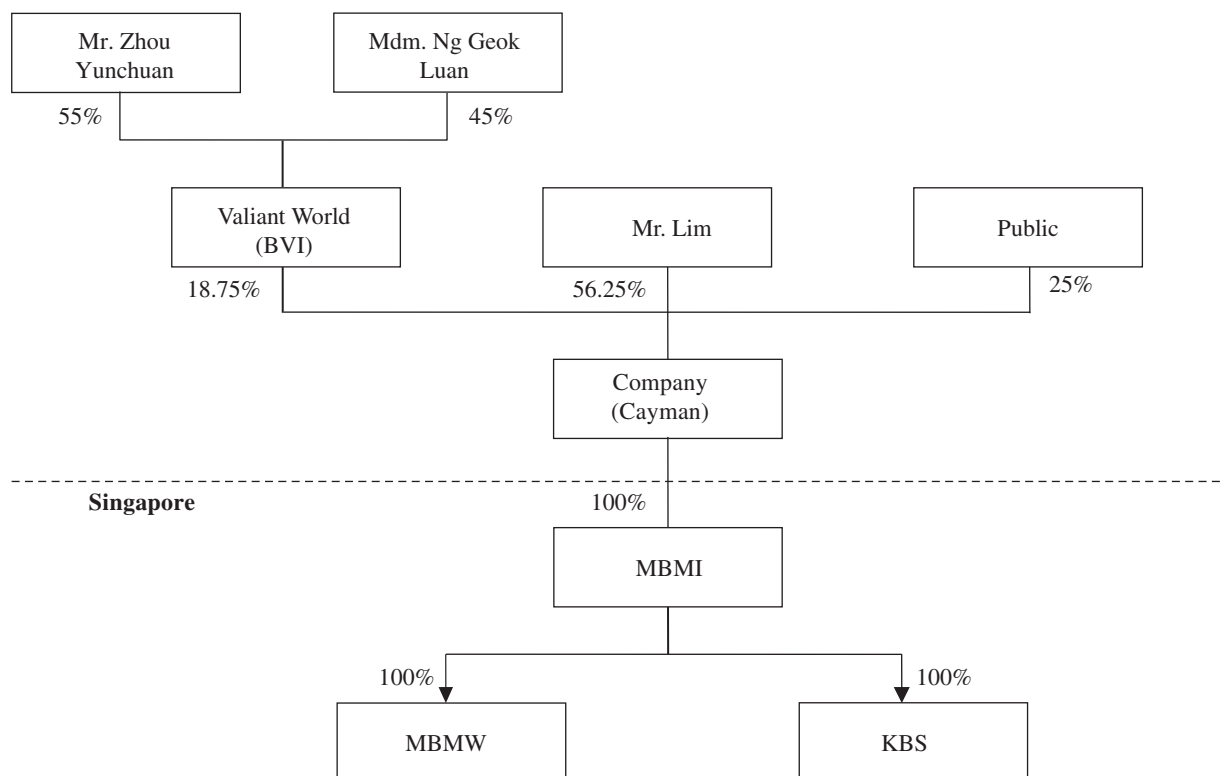 Mr. Zhou
Yunchuan
Mdm. Ng Geok
Luan
55%
45%
Valiant World
(BVI)
Mr. Lim
Public
18.75%
56.25%
25%
Company
(Cayman)
Singapore
100%
MBMI
100%
100%
MBMW
KBS